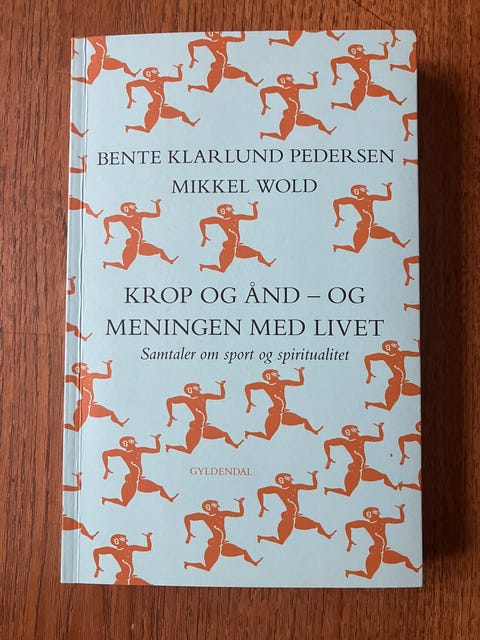 BENTE KLARLUND PEDERSEN
MIKKEL WOLD
KROP OG ÅND – OG
MENINGEN MED LIVET
Samtaler om sport og spiritualitet
GYLDENDAL